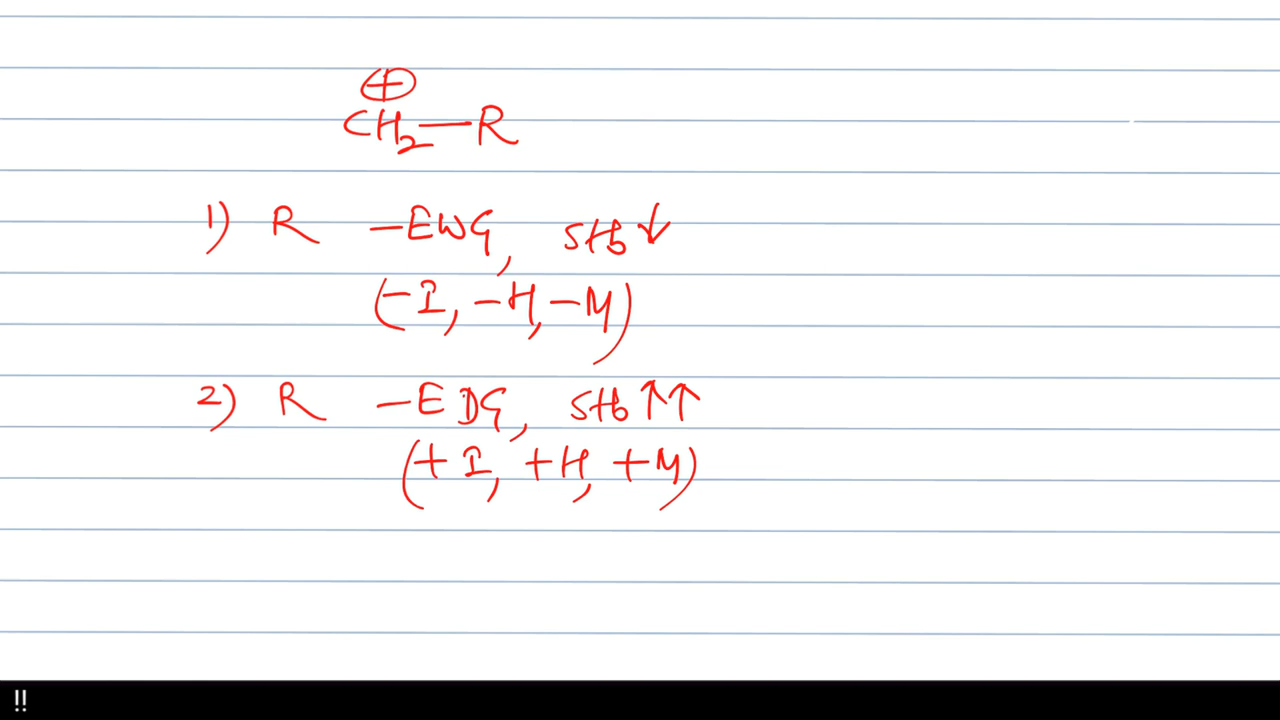 ⊕
CH₂—R
1) R —EWG, stb↓
(-I, -H, -M)
2) R —EDG, stb↑↑
(+I, +H, +M)
!!